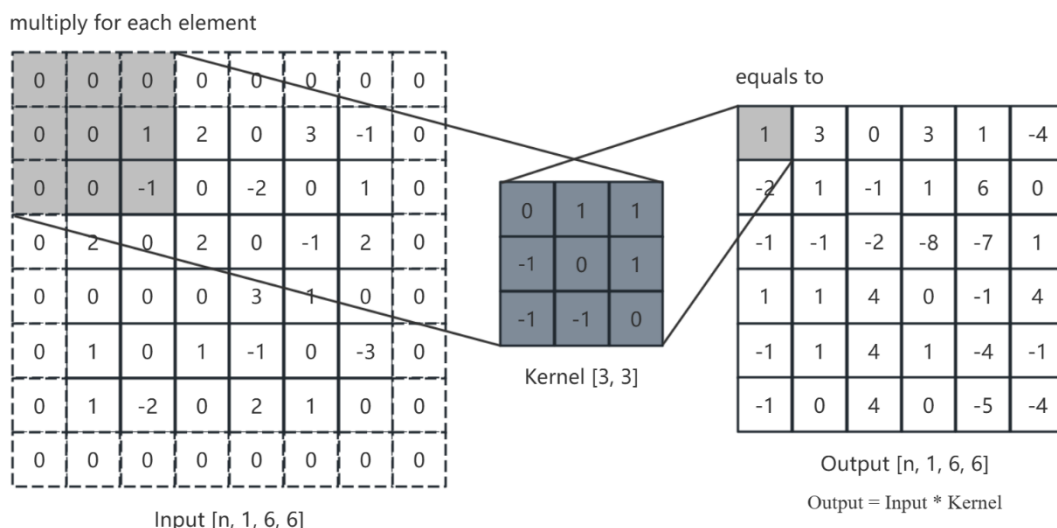 multiply for each element
0 0 0 0 0 0 0 0
0 0 1 2 0 3 -1 0
0 0 -1 0 -2 0 1 0
0 2 0 2 0 -1 2 0
0 0 0 0 3 1 0 0
0 1 0 1 -1 0 -3 0
0 1 -2 0 2 1 0 0
0 0 0 0 0 0 0 0
Input [n, 1, 6, 6]
0 1 1
-1 0 1
-1 -1 0
Kernel [3, 3]
equals to
1 3 0 3 1 -4
-2 1 -1 1 6 0
-1 -1 -2 -8 -7 1
1 1 4 0 -1 4
-1 1 4 1 -4 -1
-1 0 4 0 -5 -4
Output [n, 1, 6, 6]
Output = Input * Kernel